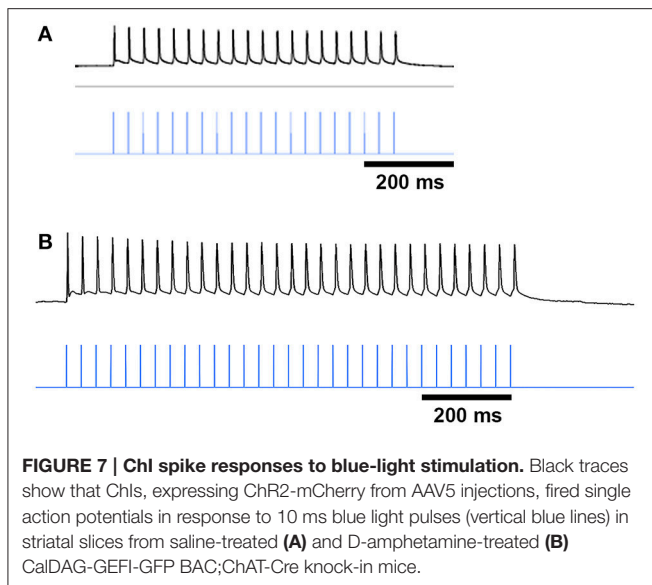 A
200 ms
B
200 ms
FIGURE 7 | ChI spike responses to blue-light stimulation. Black traces
show that ChIs, expressing ChR2-mCherry from AAV5 injections, fired single
action potentials in response to 10 ms blue light pulses (vertical blue lines) in
striatal slices from saline-treated (A) and D-amphetamine-treated (B)
CalDAG-GEFI-GFP BAC;ChAT-Cre knock-in mice.